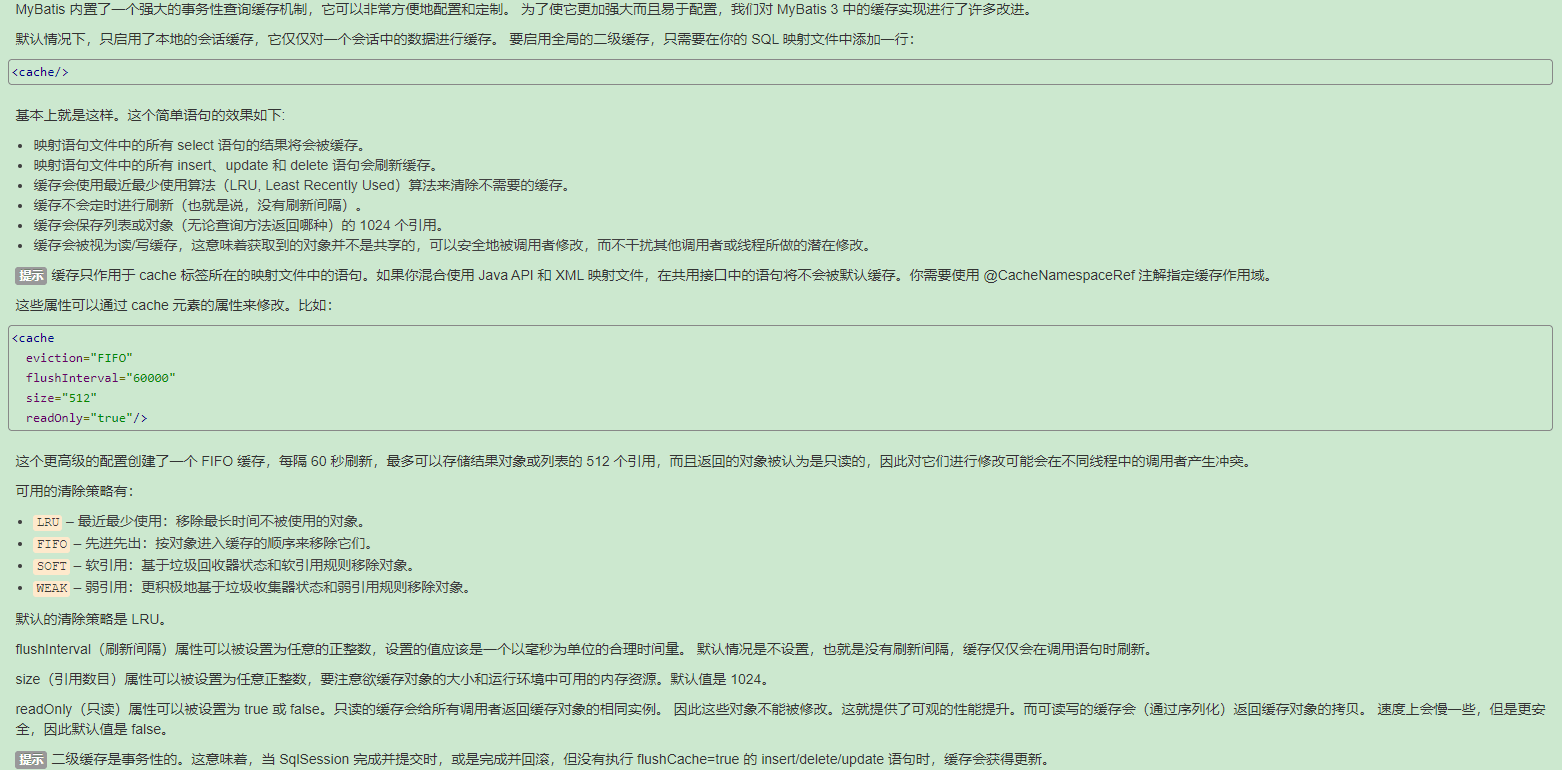 MyBatis 内置了一个强大的事务性查询缓存机制，它可以非常方便地配置和定制。 为了使它更加强大而且易于配置，我们对 MyBatis 3 中的缓存实现进行了许多改进。
默认情况下，只启用了本地的会话缓存，它仅仅对一个会话中的数据进行缓存。 要启用全局的二级缓存，只需要在你的 SQL 映射文件中添加一行：
<cache/>
基本上就是这样。这个简单语句的效果如下:
• 映射语句文件中的所有 select 语句的结果将会被缓存。
• 映射语句文件中的所有 insert、update 和 delete 语句会刷新缓存。
• 缓存会使用最近最少使用算法（LRU, Least Recently Used）算法来清除不需要的缓存。
• 缓存不会定时进行刷新（也就是说，没有刷新间隔）。
• 缓存会保存列表或对象（无论查询方法返回哪种）的 1024 个引用。
• 缓存会被视为读/写缓存，这意味着获取到的对象并不是共享的，可以安全地被调用者修改，而不干扰其他调用者或线程所做的潜在修改。
提示 缓存只作用于 cache 标签所在的映射文件中的语句。如果你混合使用 Java API 和 XML 映射文件，在共用接口中的语句将不会被默认缓存。你需要使用 @CacheNamespaceRef 注解指定缓存作用域。
这些属性可以通过 cache 元素的属性来修改。比如：
<cache
eviction="FIFO"
flushInterval="60000"
size="512"
readOnly="true"/>
这个更高级的配置创建了一个 FIFO 缓存，每隔 60 秒刷新，最多可以存储结果对象或列表的 512 个引用，而且返回的对象被认为是只读的，因此对它们进行修改可能会在不同线程中的调用者产生冲突。
可用的清除策略有：
• LRU – 最近最少使用：移除最长时间不被使用的对象。
• FIFO – 先进先出：按对象进入缓存的顺序来移除它们。
• SOFT – 软引用：基于垃圾回收器状态和软引用规则移除对象。
• WEAK – 弱引用：更积极地基于垃圾收集器状态和弱引用规则移除对象。
默认的清除策略是 LRU。
flushInterval（刷新间隔）属性可以被设置为任意的正整数，设置的值应该是一个以毫秒为单位的合理时间量。 默认情况是不设置，也就是没有刷新间隔，缓存仅仅会在调用语句时刷新。
size（引用数目）属性可以被设置为任意正整数，要注意欲缓存对象的大小和运行环境中可用的内存资源。默认值是 1024。
readOnly（只读）属性可以被设置为 true 或 false。只读的缓存会给所有调用者返回缓存对象的相同实例。 因此这些对象不能被修改。这就提供了可观的性能提升。而可读写的缓存会（通过序列化）返回缓存对象的拷贝。 速度上会慢一些，但是更安
全，因此默认值是 false。
提示 二级缓存是事务性的。这意味着，当 SqlSession 完成并提交时，或是完成并回滚，但没有执行 flushCache=true 的 insert/delete/update 语句时，缓存会获得更新。